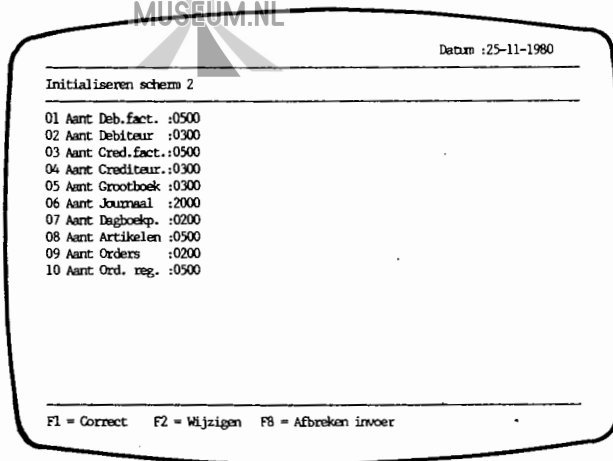 MUSEUM.NL
Datum :25-11-1980
Initialiseren scherm 2
01 Aant Deb.fact. :0500
02 Aant Debiteur :0300
03 Aant Cred.fact.:0500
04 Aant Crediteur.:0300
05 Aant Grootboek :0300
06 Aant Journaal :2000
07 Aant Dagboekp. :0200
08 Aant Artikelen :0500
09 Aant Orders :0200
10 Aant Ord. reg. :0500
F1 = Correct F2 = Wijzigen F8 = Afbreken invoer